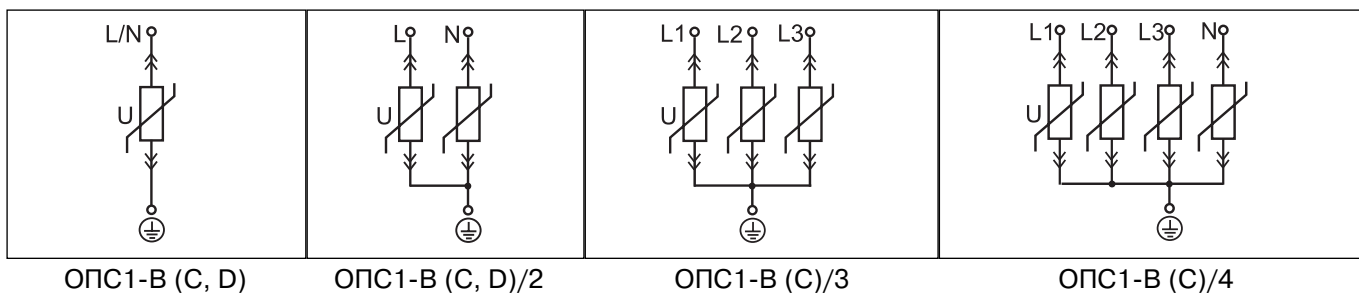 L/N L N L1 L2 L3 L1 L2 L3 N
U U U U
ОПС1-В (С, D) ОПС1-В (С, D)/2 ОПС1-В (С)/3 ОПС1-В (С)/4